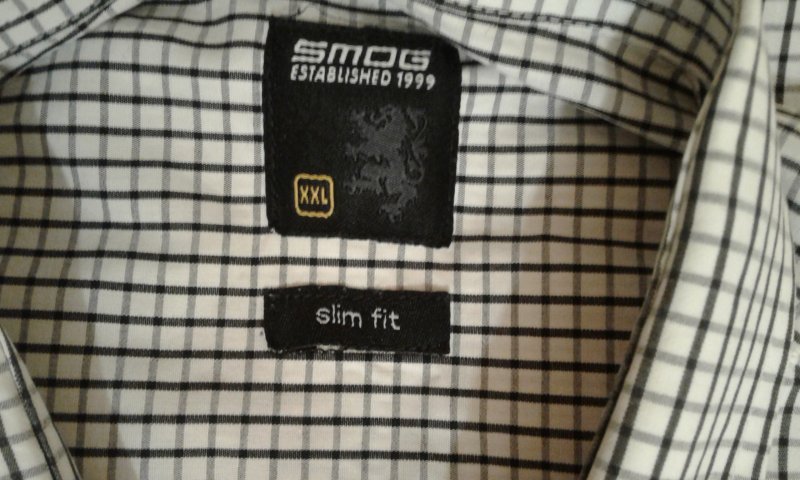 SMOG
ESTABLISHED 1999
XXL
slim fit